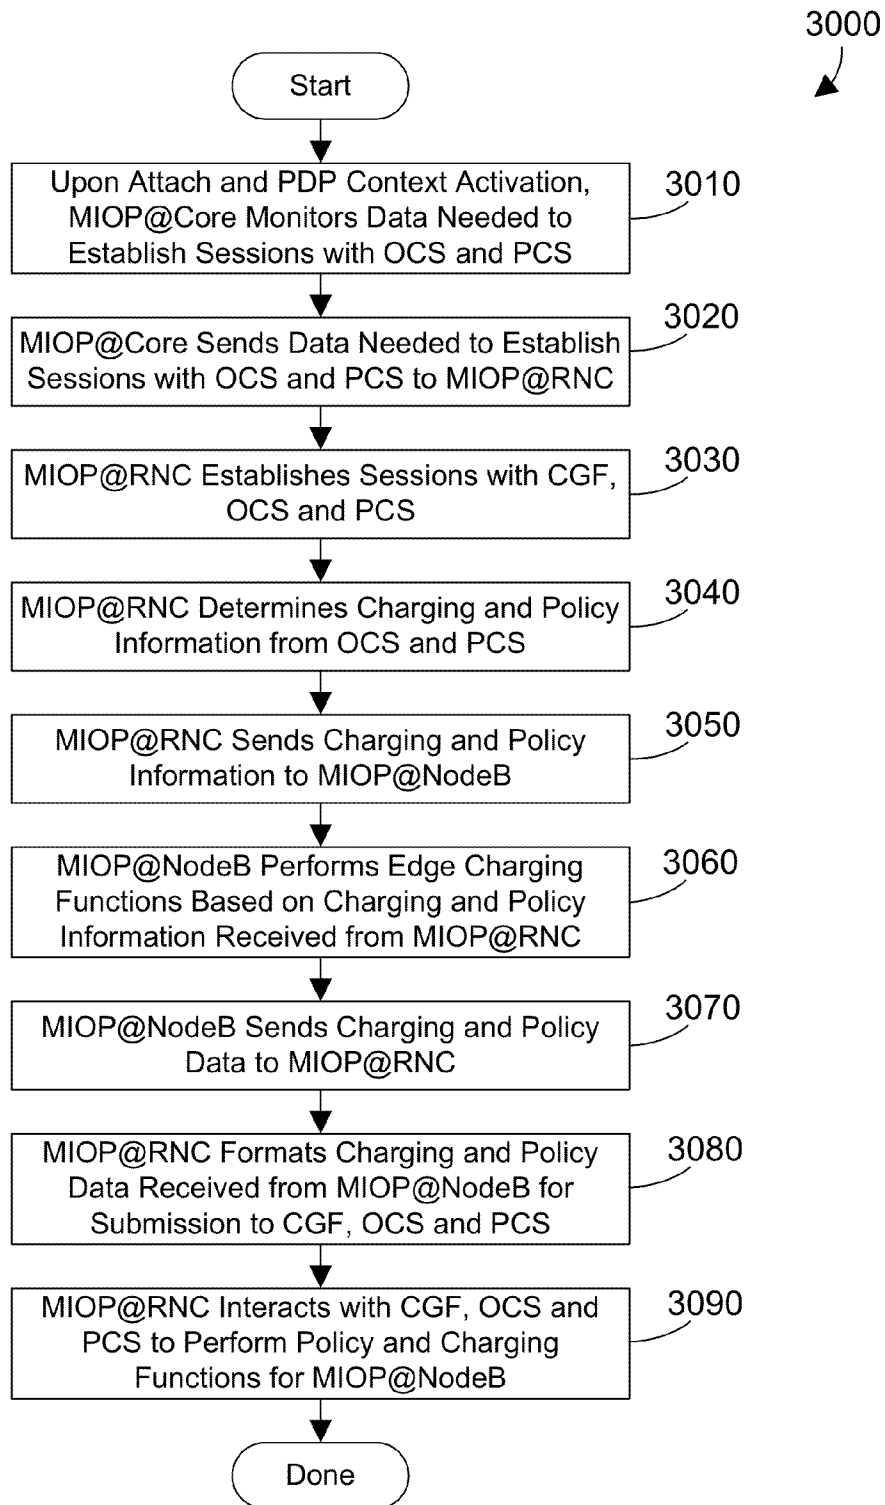 3000
Start
Upon Attach and PDP Context Activation,
MIOP@Core Monitors Data Needed to
Establish Sessions with OCS and PCS
3010
MIOP@Core Sends Data Needed to Establish
Sessions with OCS and PCS to MIOP@RNC
3020
MIOP@RNC Establishes Sessions with CGF,
OCS and PCS
3030
MIOP@RNC Determines Charging and Policy
Information from OCS and PCS
3040
MIOP@RNC Sends Charging and Policy
Information to MIOP@NodeB
3050
MIOP@NodeB Performs Edge Charging
Functions Based on Charging and Policy
Information Received from MIOP@RNC
3060
MIOP@NodeB Sends Charging and Policy
Data to MIOP@RNC
3070
MIOP@RNC Formats Charging and Policy
Data Received from MIOP@NodeB for
Submission to CGF, OCS and PCS
3080
MIOP@RNC Interacts with CGF, OCS and
PCS to Perform Policy and Charging
Functions for MIOP@NodeB
3090
Done